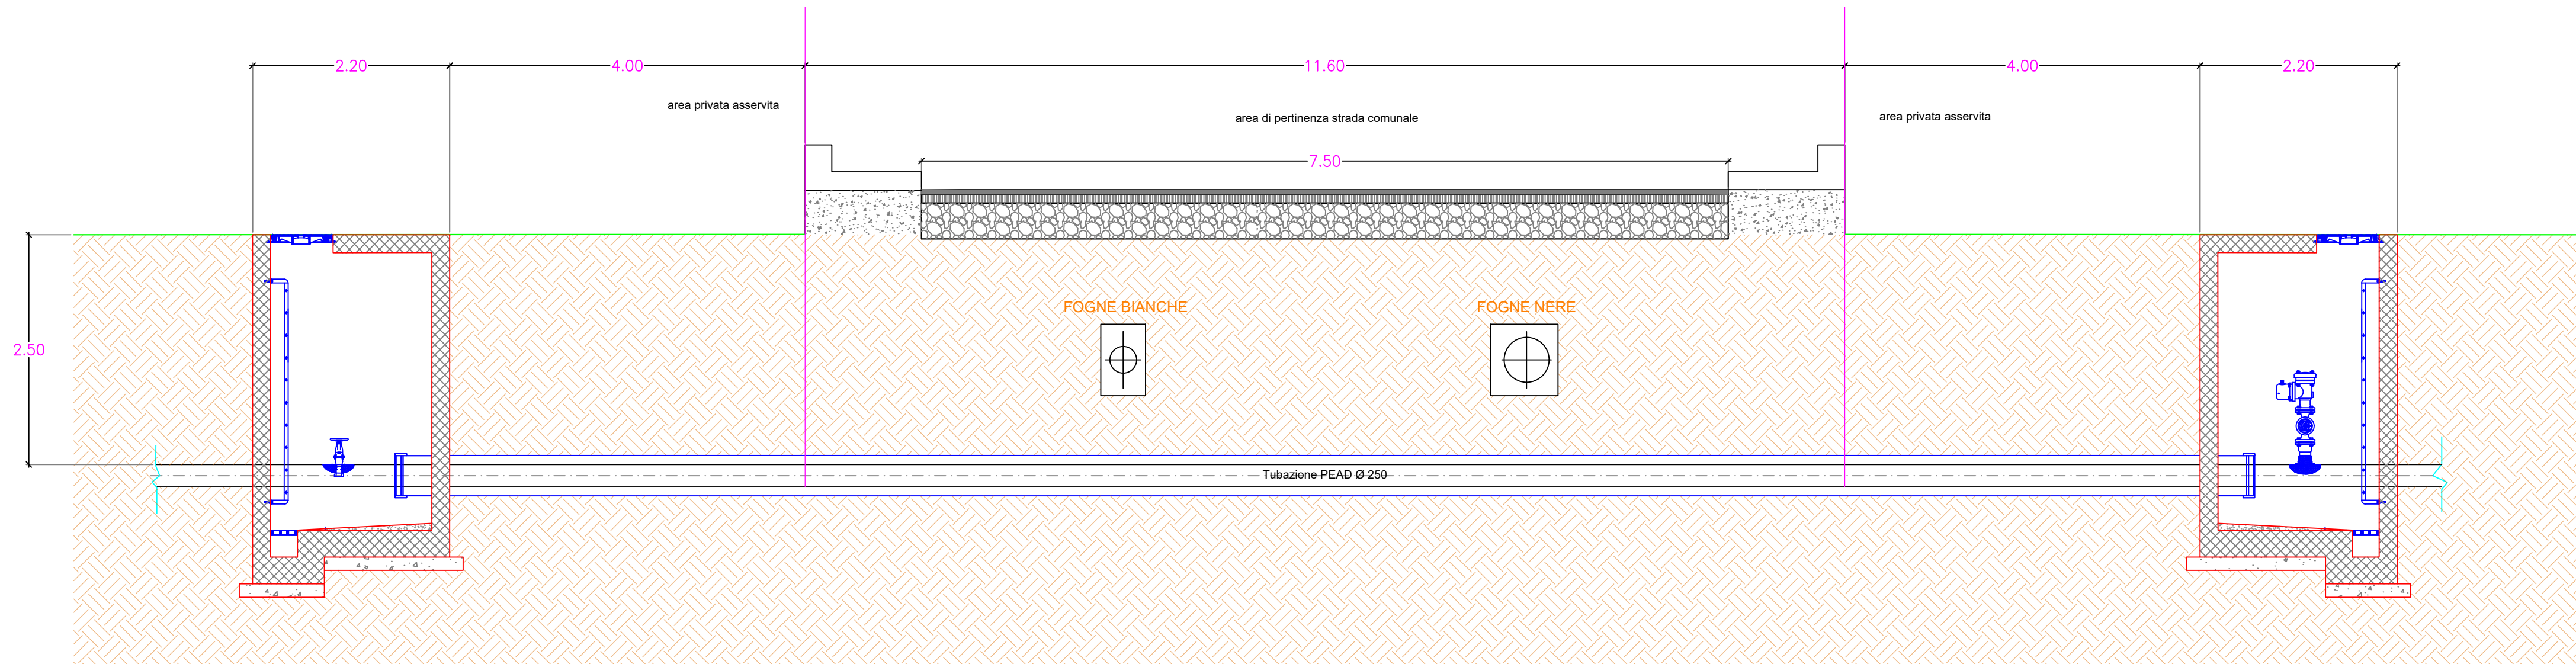 2.20
4.00
11.60
4.00
2.20
area privata asservita
area di pertinenza strada comunale
area privata asservita
7.50
FOGNE BIANCHE
FOGNE NERE
2.50
Tubazione PEAD Ø 250